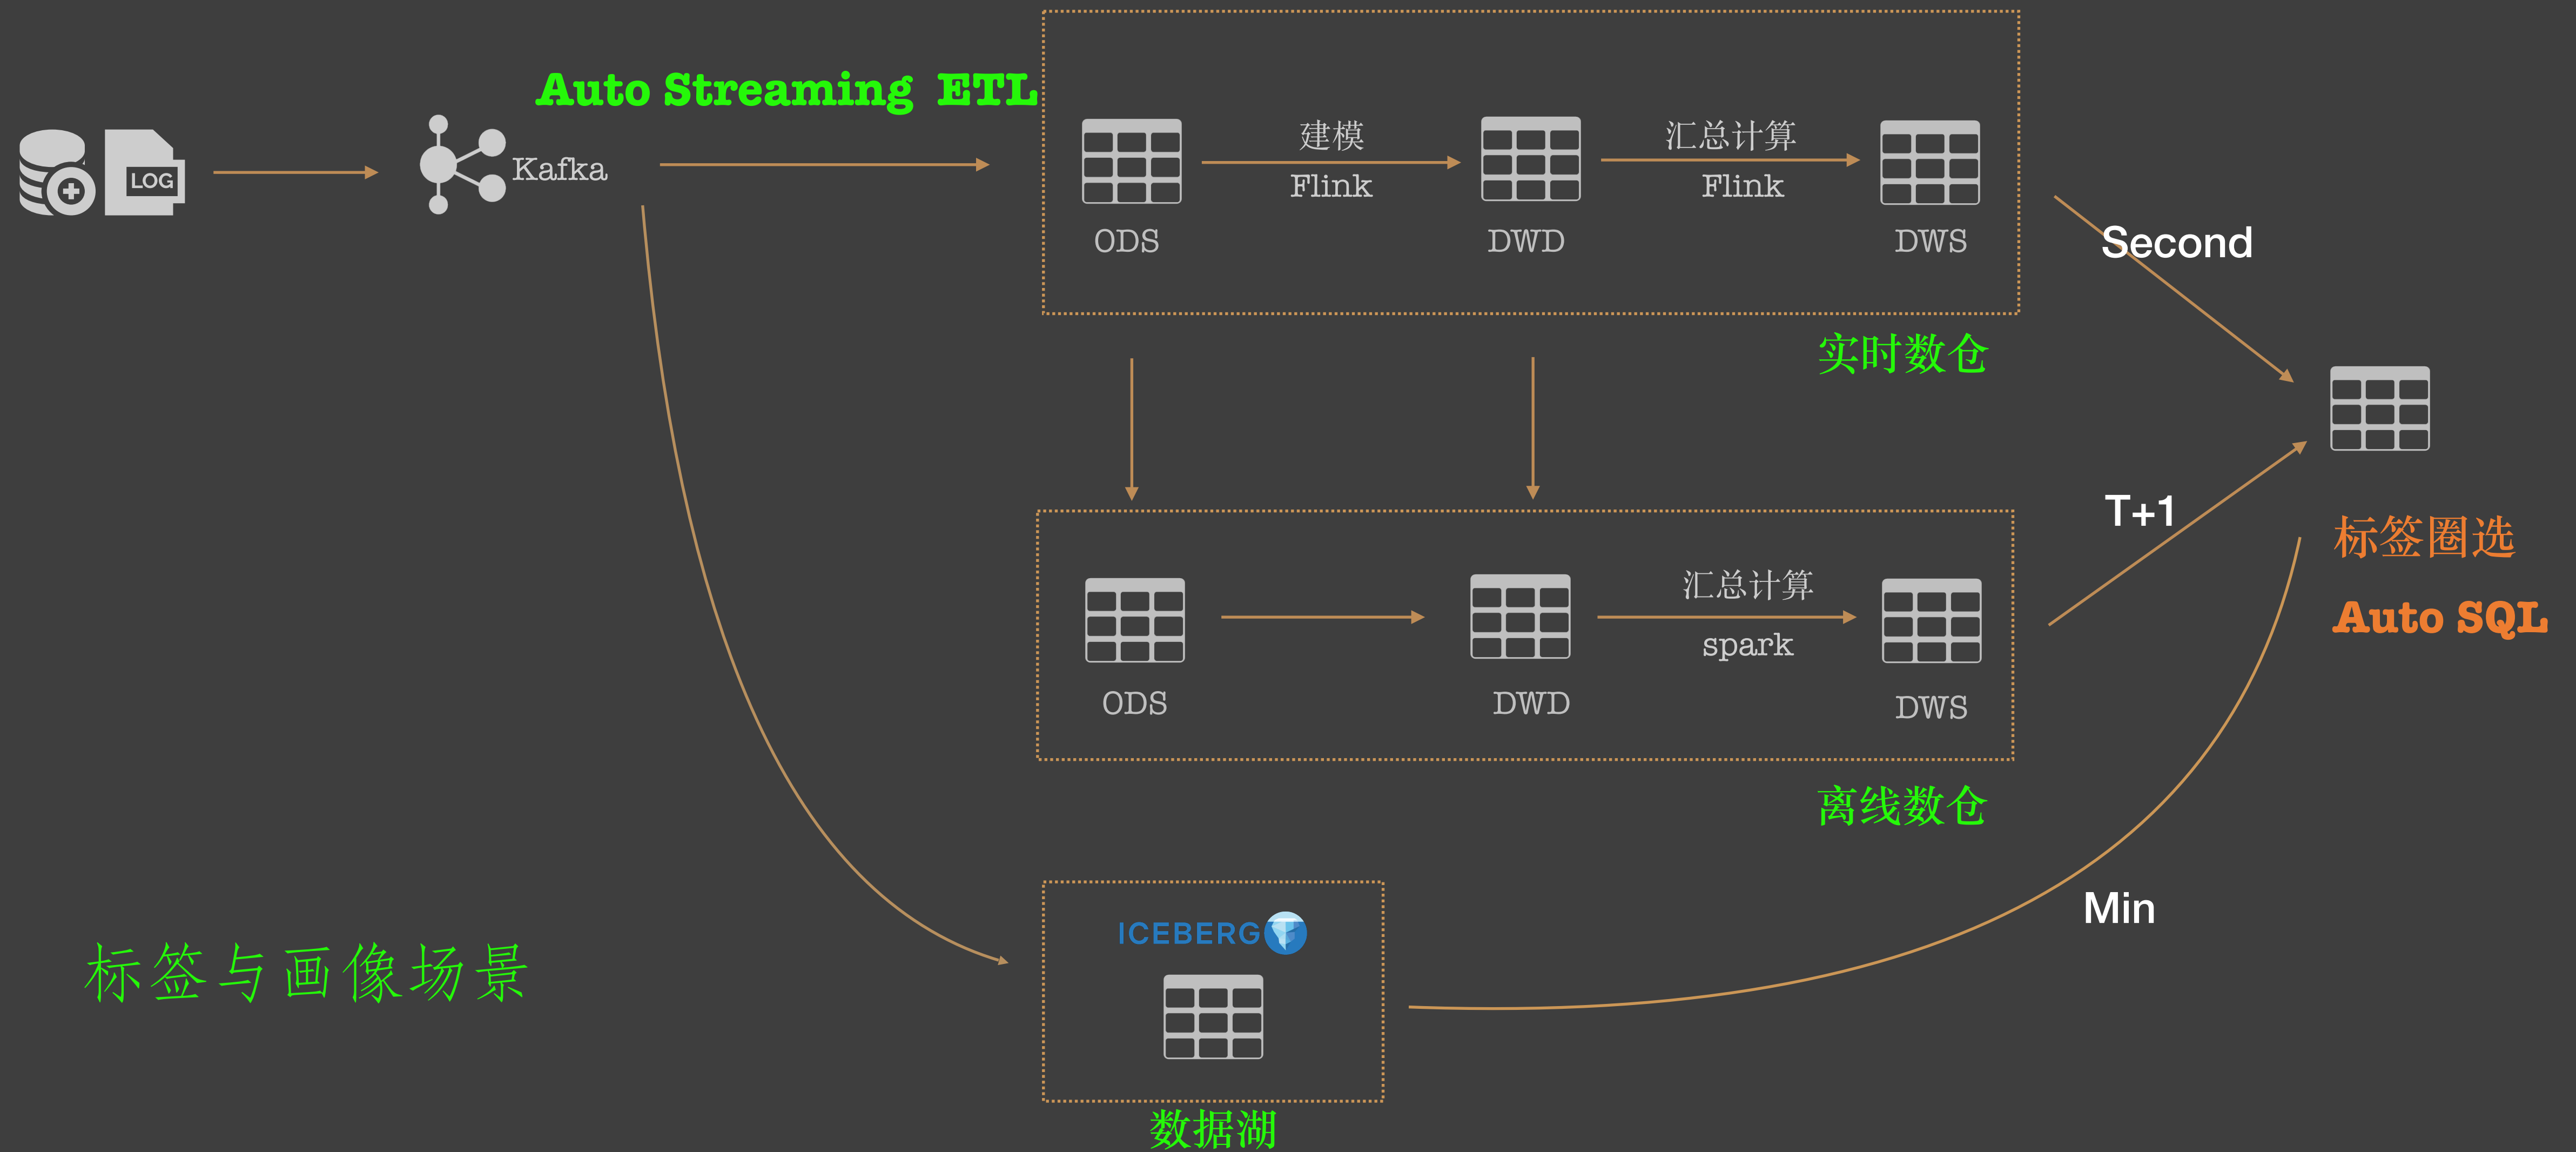 Auto Streaming ETL
LOG
Kafka
建模
Flink
汇总计算
Flink
ODS
DWD
DWS
Second
实时数仓
T+1
标签圈选
Auto SQL
汇总计算
spark
ODS
DWD
DWS
离线数仓
Min
ICEBERG
标签与画像场景
数据湖